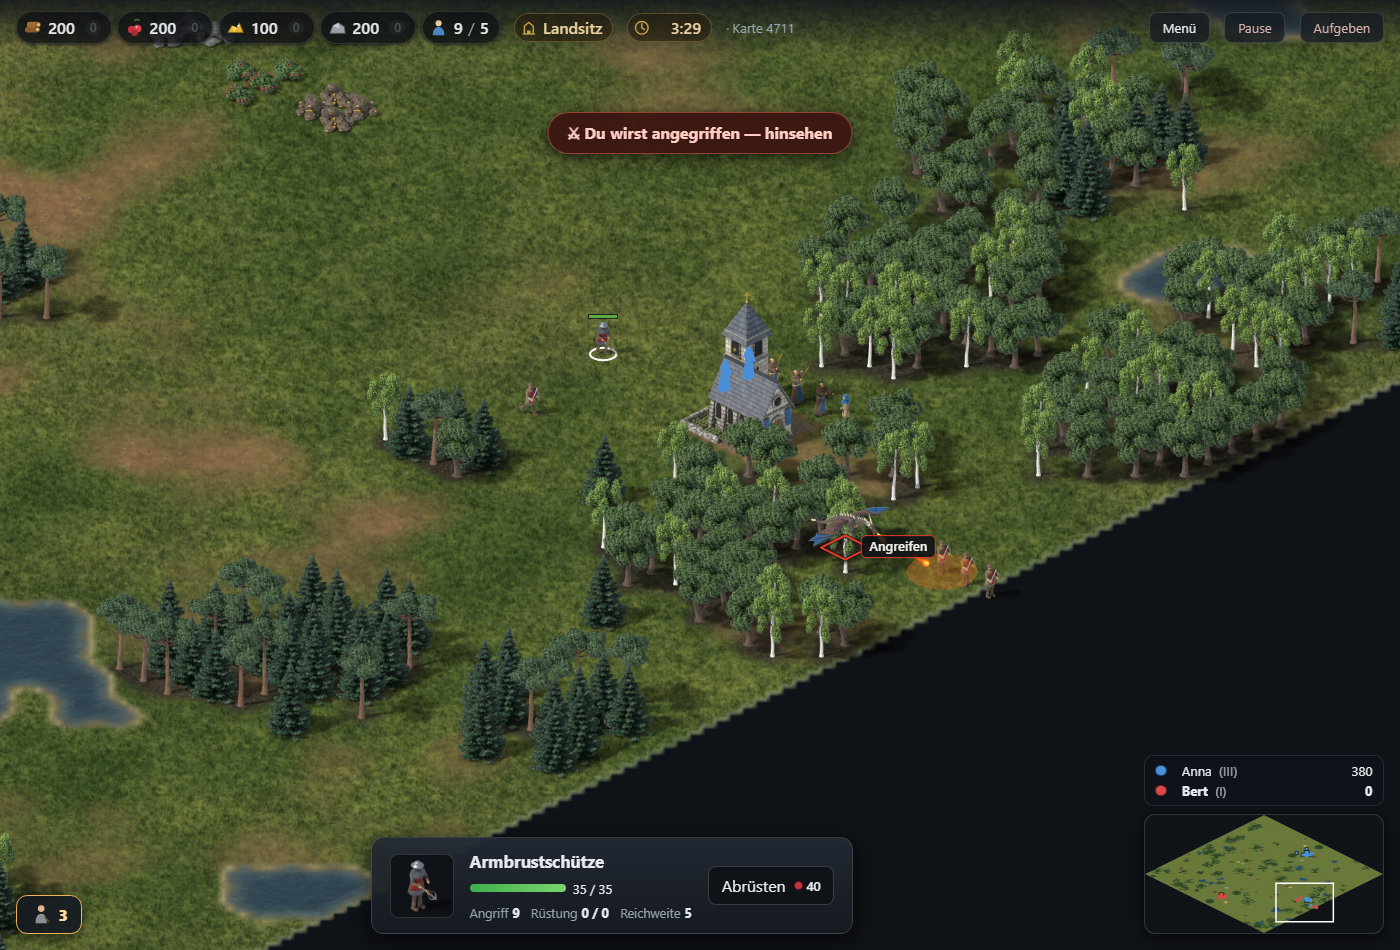 200 0 200 0 100 0 200 0 9 / 5 Landsitz 3:29 · Karte 4711 Menü Pause Aufgeben
Du wirst angegriffen — hinsehen
Angreifen
Anna (III) 380
Bert (I) 0
Armbrustschütze
35 / 35
Angriff 9 Rüstung 0 / 0 Reichweite 5
Abrüsten 40
3